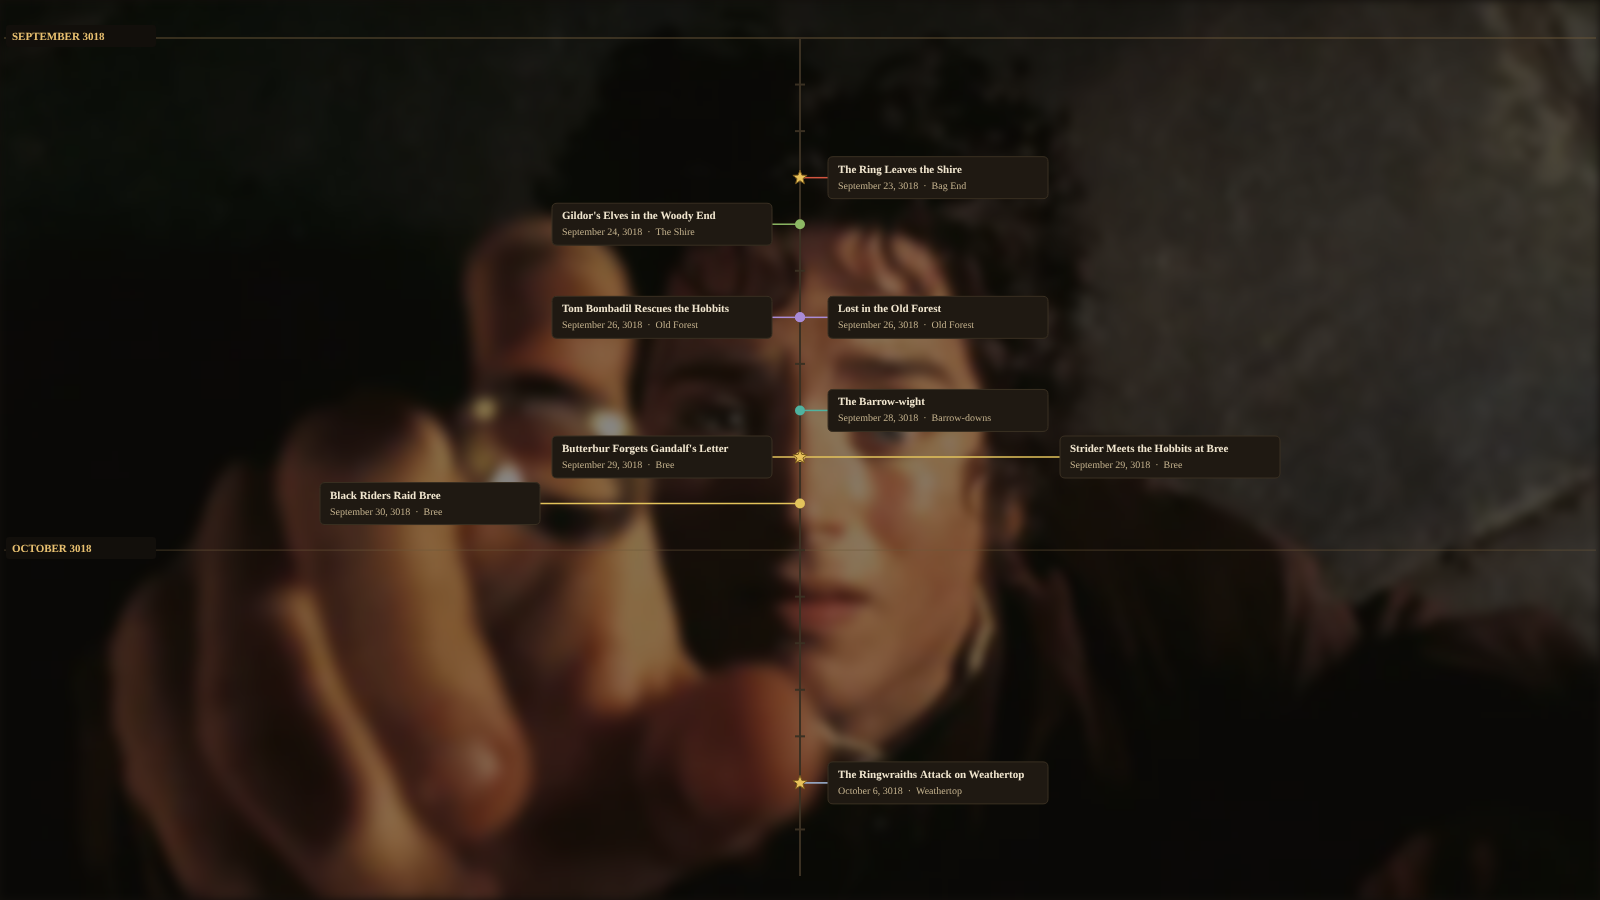 SEPTEMBER 3018
The Ring Leaves the Shire
September 23, 3018 · Bag End
Gildor's Elves in the Woody End
September 24, 3018 · The Shire
Tom Bombadil Rescues the Hobbits
September 26, 3018 · Old Forest
Lost in the Old Forest
September 26, 3018 · Old Forest
The Barrow-wight
September 28, 3018 · Barrow-downs
Butterbur Forgets Gandalf's Letter
September 29, 3018 · Bree
Strider Meets the Hobbits at Bree
September 29, 3018 · Bree
Black Riders Raid Bree
September 30, 3018 · Bree
OCTOBER 3018
The Ringwraiths Attack on Weathertop
October 6, 3018 · Weathertop